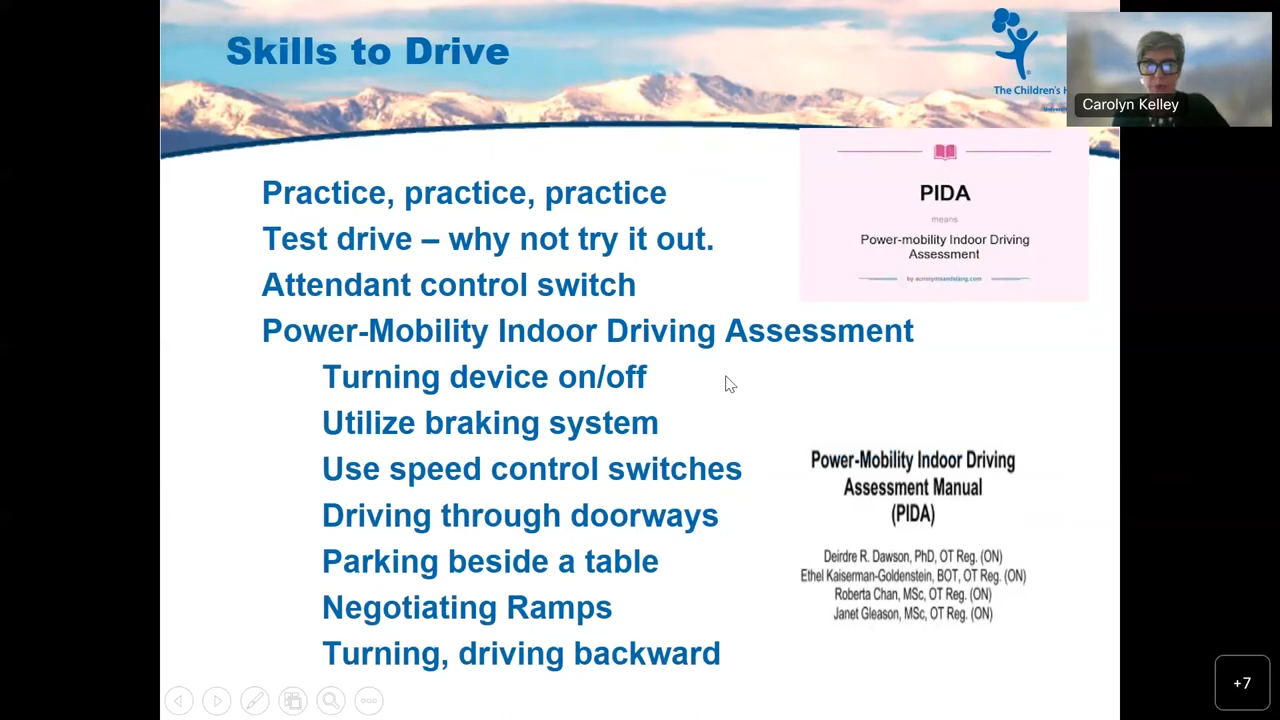 Skills to Drive
The Children's H
Carolyn Kelley
Practice, practice, practice
Test drive – why not try it out.
Attendant control switch
Power-Mobility Indoor Driving Assessment
Turning device on/off
Utilize braking system
Use speed control switches
Driving through doorways
Parking beside a table
Negotiating Ramps
Turning, driving backward
PIDA
means
Power-mobility Indoor Driving
Assessment
by acronymsandslang.com
Power-Mobility Indoor Driving
Assessment Manual
(PIDA)
Deirdre R. Dawson, PhD, OT Reg. (ON)
Ethel Kaiserman-Goldenstein, BOT, OT Reg. (ON)
Roberta Chan, MSc, OT Reg. (ON)
Janet Gleason, MSc, OT Reg. (ON)
+7